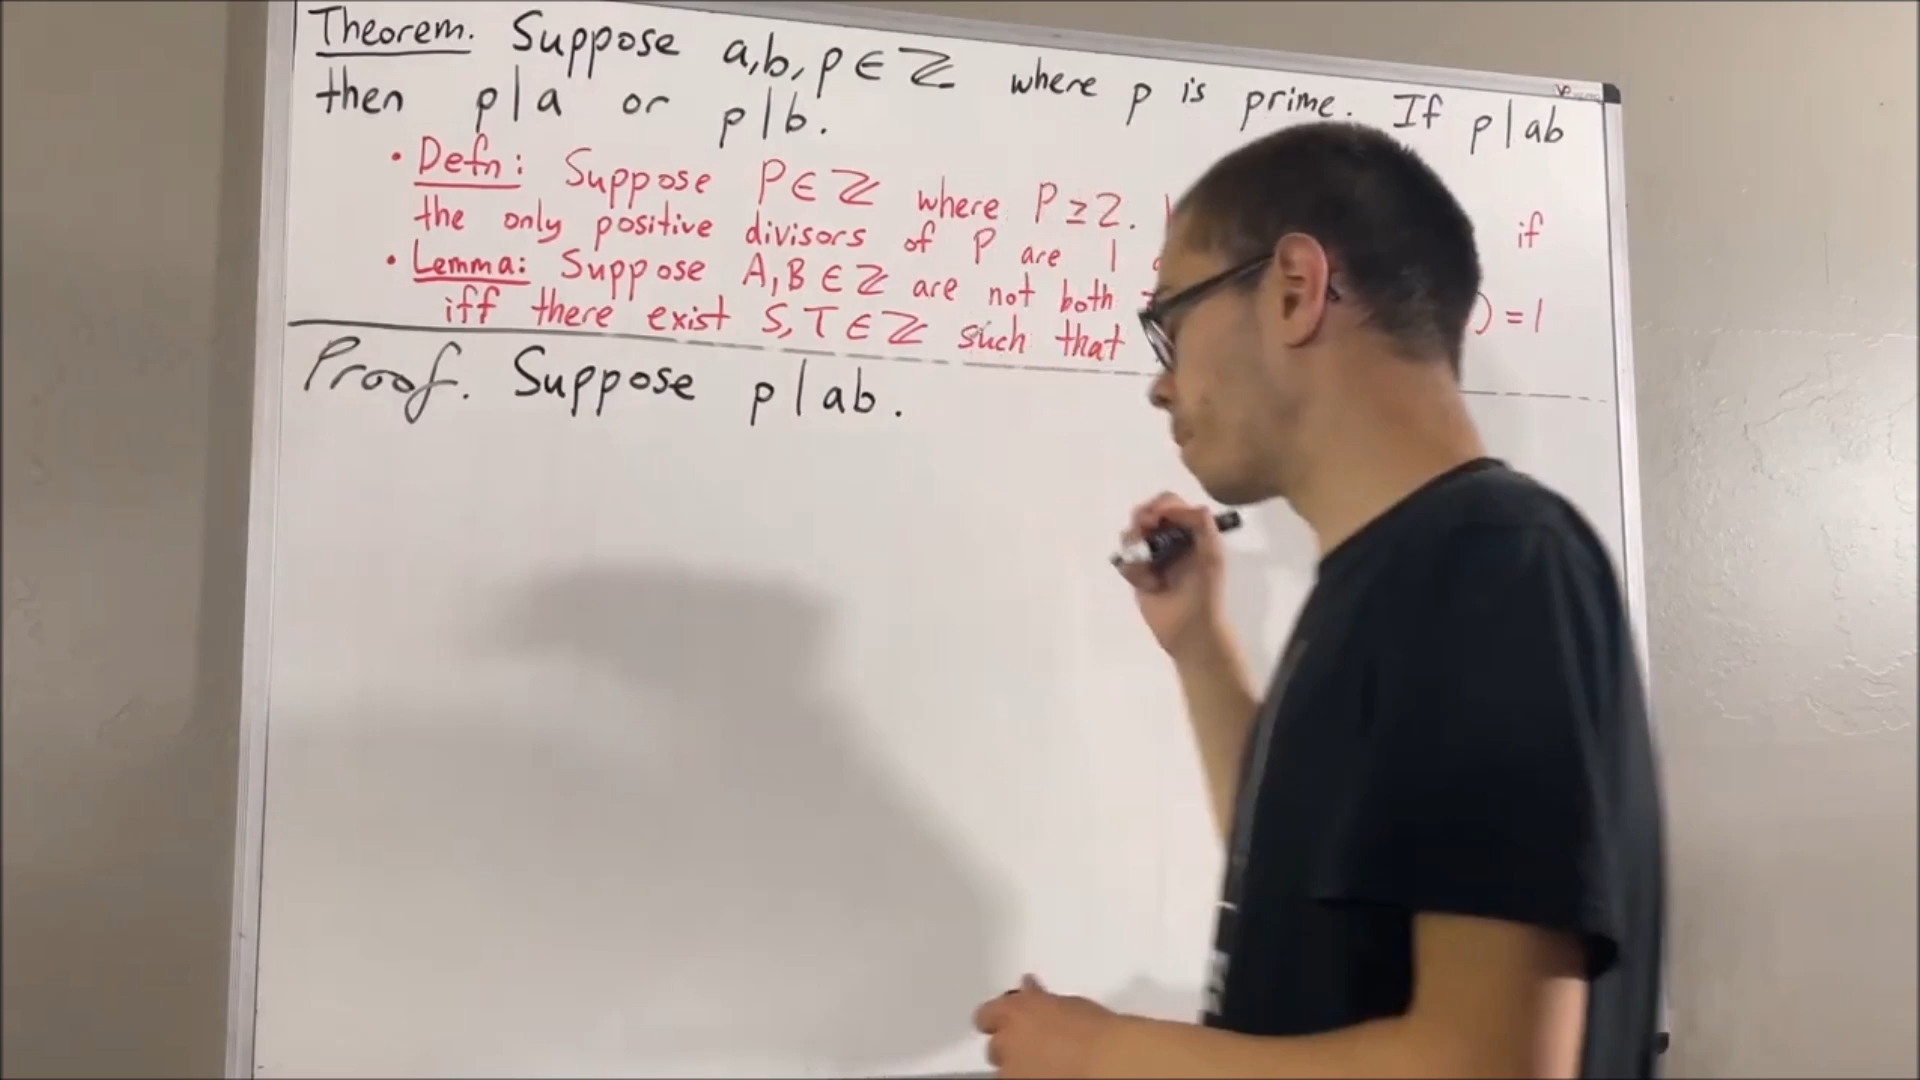 Theorem. Suppose a,b,p∈ℤ where p is prime. If p|ab
then p|a or p|b.
• Defn: Suppose P∈ℤ where P≥2. if
the only positive divisors of P are 1
• Lemma: Suppose A,B∈ℤ are not both ) = 1
iff there exist S,T∈ℤ such that
Proof. Suppose p|ab.